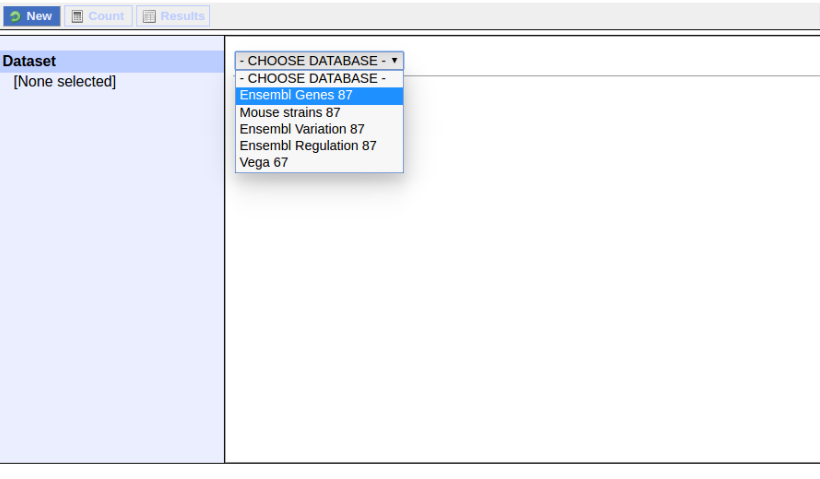 New Count Results
Dataset
[None selected]
- CHOOSE DATABASE -
- CHOOSE DATABASE -
Ensembl Genes 87
Mouse strains 87
Ensembl Variation 87
Ensembl Regulation 87
Vega 67